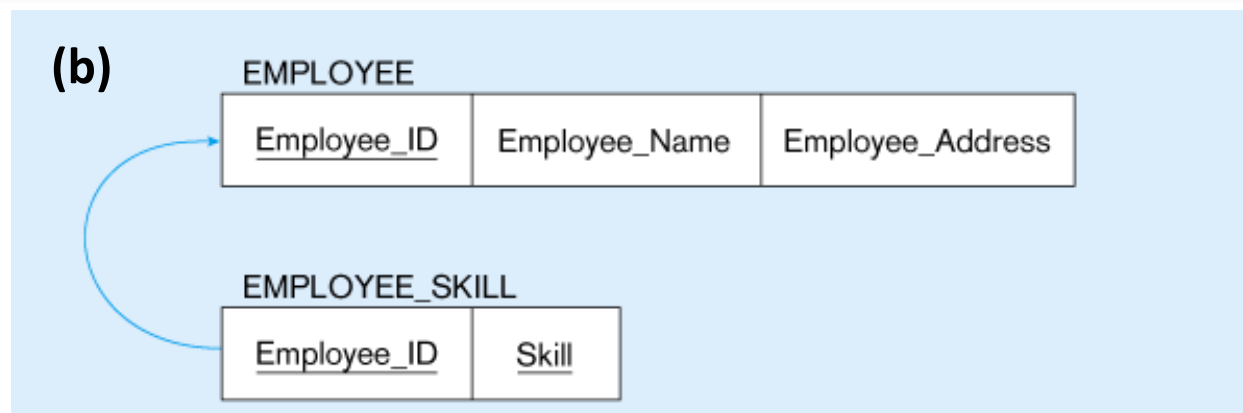 (b)
EMPLOYEE
Employee_ID Employee_Name Employee_Address
EMPLOYEE_SKILL
Employee_ID Skill